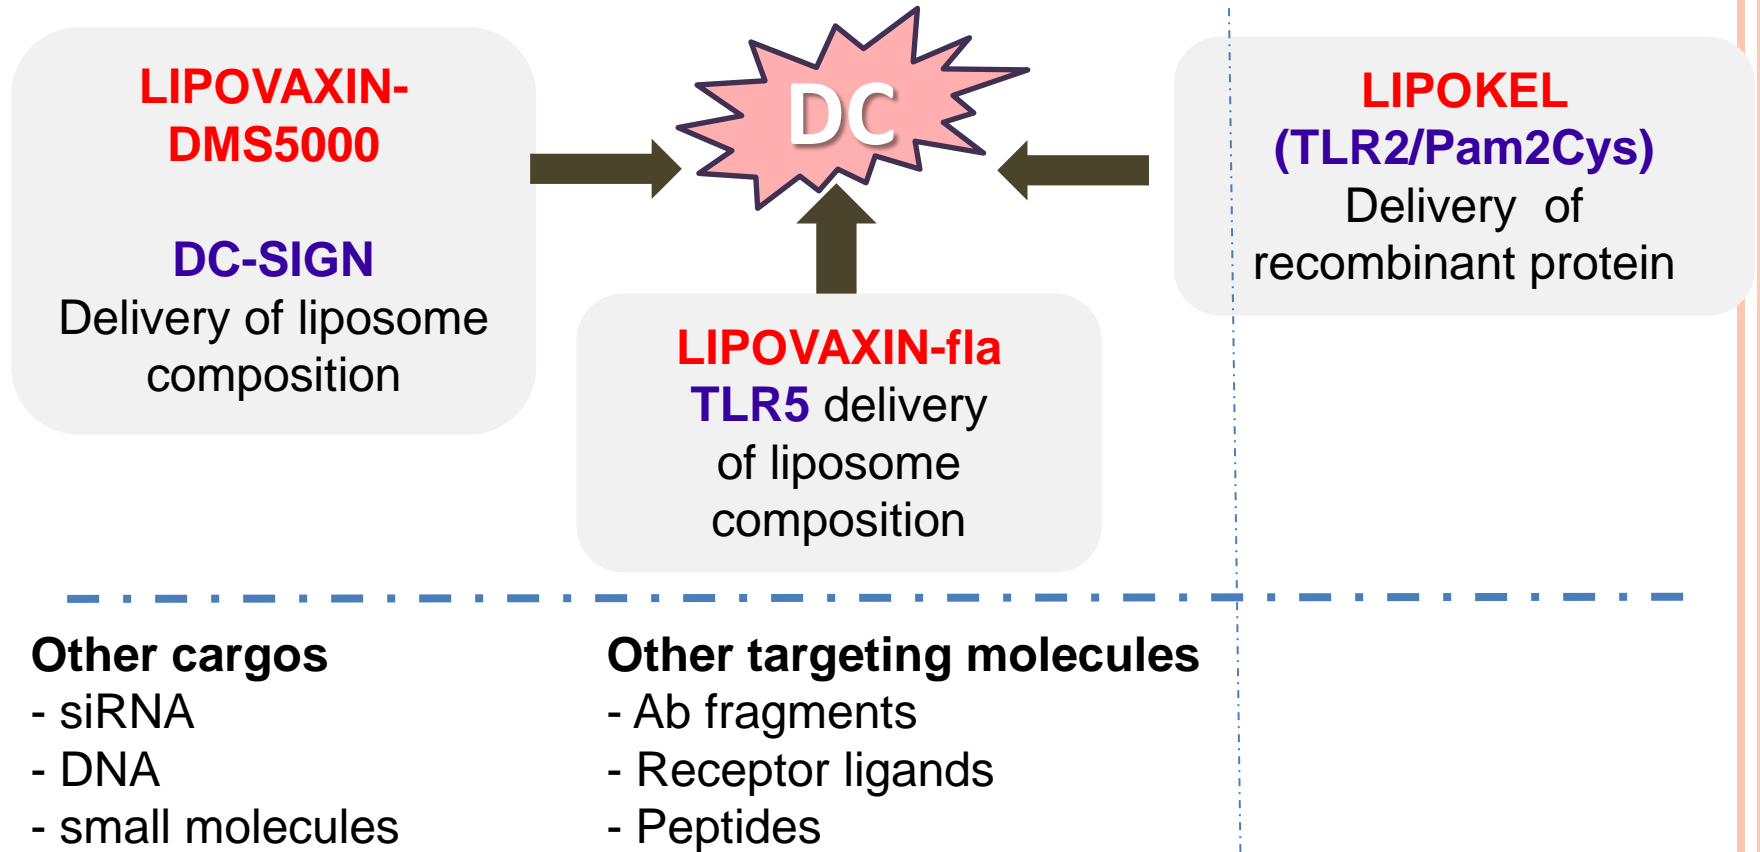 LIPOVAXIN-
DMS5000
DC-SIGN
Delivery of liposome
composition
DC
LIPOVAXIN-fla
TLR5 delivery
of liposome
composition
LIPOKEL
(TLR2/Pam2Cys)
Delivery of
recombinant protein
Other cargos
- siRNA
- DNA
- small molecules
Other targeting molecules
- Ab fragments
- Receptor ligands
- Peptides